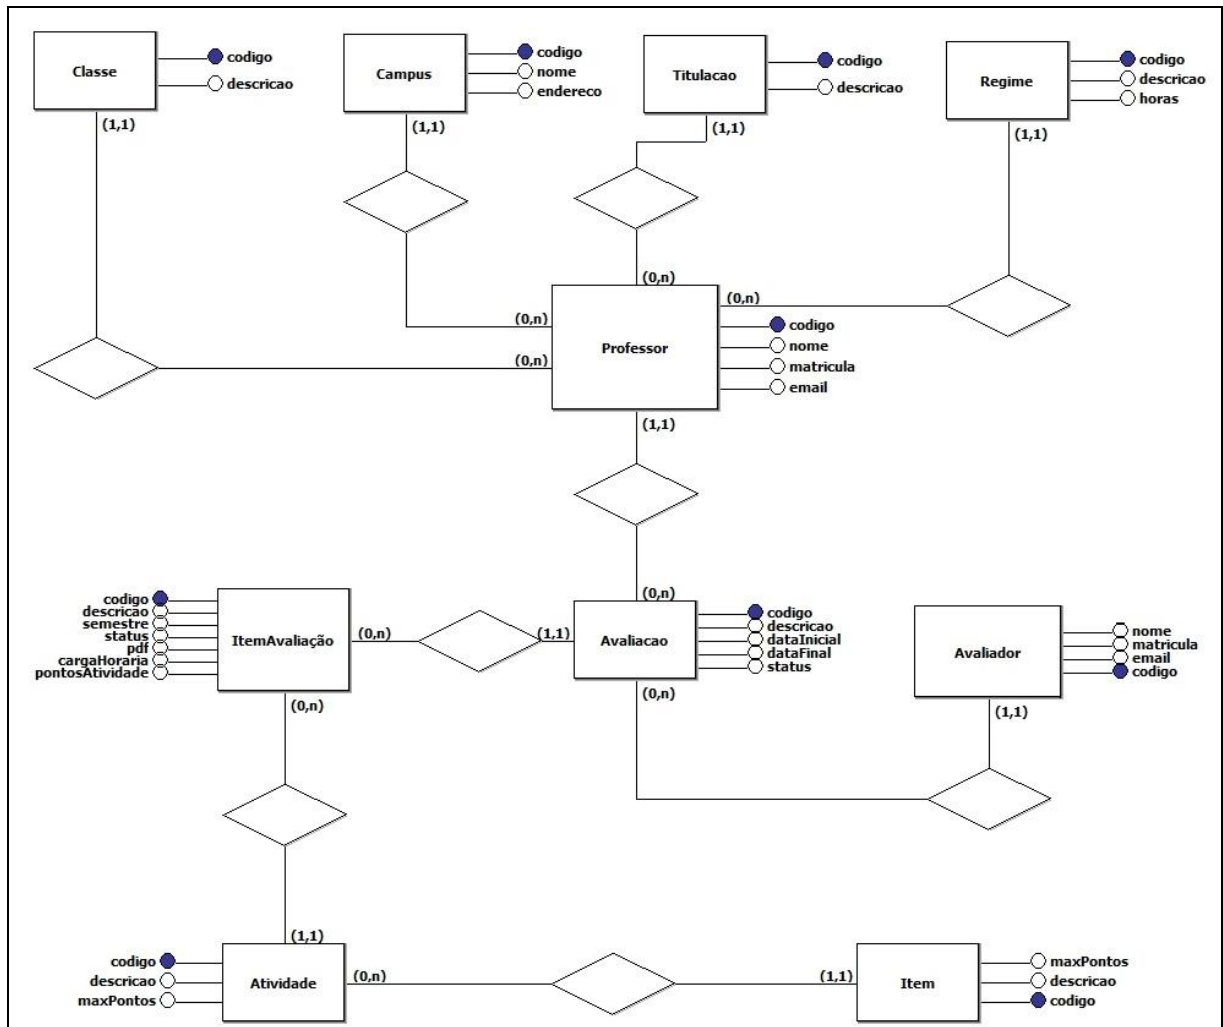 Classe
codigo
descricao
(1,1)
Campus
codigo
nome
endereco
(1,1)
Titulacao
codigo
descricao
(1,1)
Regime
codigo
descricao
horas
(1,1)
(0,n)
(0,n)
(0,n)
(0,n)
Professor
codigo
nome
matricula
email
(1,1)
(0,n)
codigo
descricao
semestre
status
pdf
cargaHoraria
pontosAtividade
ItemAvaliação
(0,n)
(1,1)
Avaliacao
codigo
descricao
dataInicial
dataFinal
status
Avaliador
nome
matricula
email
codigo
(0,n)
(0,n)
(1,1)
(1,1)
codigo
descricao
maxPontos
Atividade
(0,n)
(1,1)
Item
maxPontos
descricao
codigo